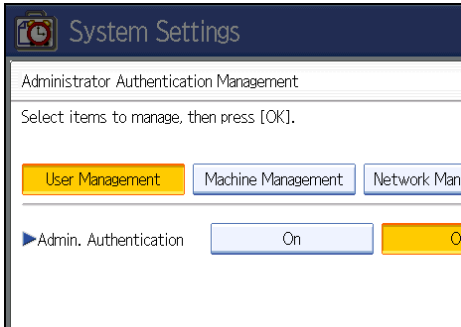 System Settings
Administrator Authentication Management
Select items to manage, then press [OK].
User Management Machine Management Network Man
Admin. Authentication On O